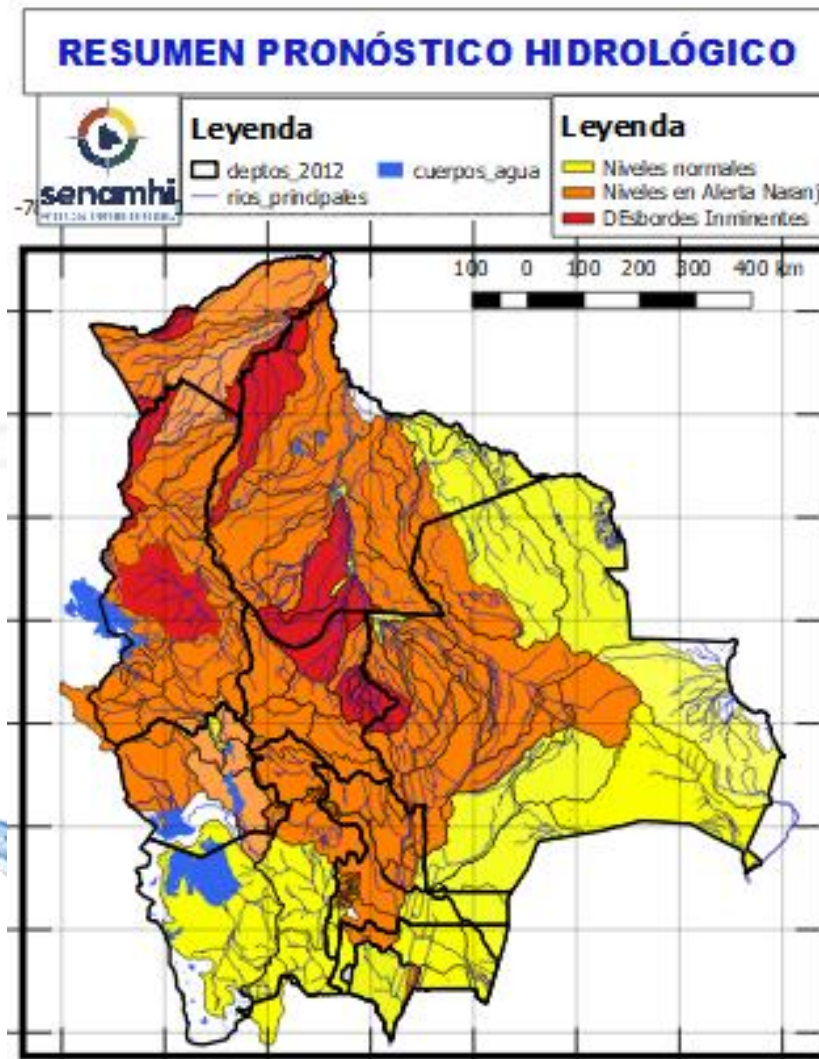 RESUMEN PRONÓSTICO HIDROLÓGICO
senamhi
Leyenda
deptos_2012 cuerpos_agua
rios_principales
Leyenda
Niveles normales
Niveles en Alerta Naranj
DEsbordes Inminentes
100 0 100 200 300 400 km